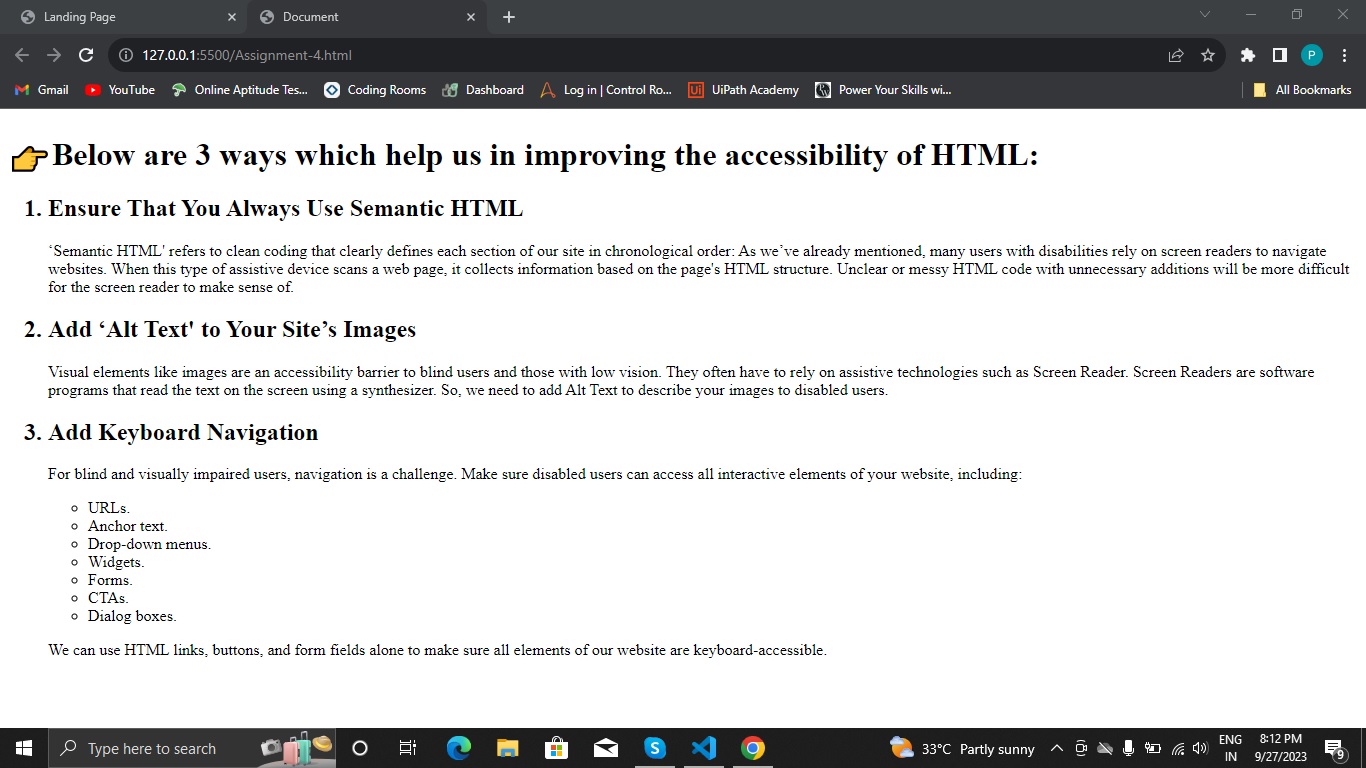 Landing Page
Document
127.0.0.1:5500/Assignment-4.html
P
Gmail
YouTube
Online Aptitude Tes...
Coding Rooms
Dashboard
Log in | Control Ro...
UiPath Academy
Power Your Skills wi...
All Bookmarks
👉Below are 3 ways which help us in improving the accessibility of HTML:
1. Ensure That You Always Use Semantic HTML
‘Semantic HTML' refers to clean coding that clearly defines each section of our site in chronological order: As we’ve already mentioned, many users with disabilities rely on screen readers to navigate
websites. When this type of assistive device scans a web page, it collects information based on the page's HTML structure. Unclear or messy HTML code with unnecessary additions will be more difficult
for the screen reader to make sense of.
2. Add ‘Alt Text' to Your Site’s Images
Visual elements like images are an accessibility barrier to blind users and those with low vision. They often have to rely on assistive technologies such as Screen Reader. Screen Readers are software
programs that read the text on the screen using a synthesizer. So, we need to add Alt Text to describe your images to disabled users.
3. Add Keyboard Navigation
For blind and visually impaired users, navigation is a challenge. Make sure disabled users can access all interactive elements of your website, including:
URLs.
Anchor text.
Drop-down menus.
Widgets.
Forms.
CTAs.
Dialog boxes.
We can use HTML links, buttons, and form fields alone to make sure all elements of our website are keyboard-accessible.
Type here to search
33°C Partly sunny
ENG
IN
8:12 PM
9/27/2023
9